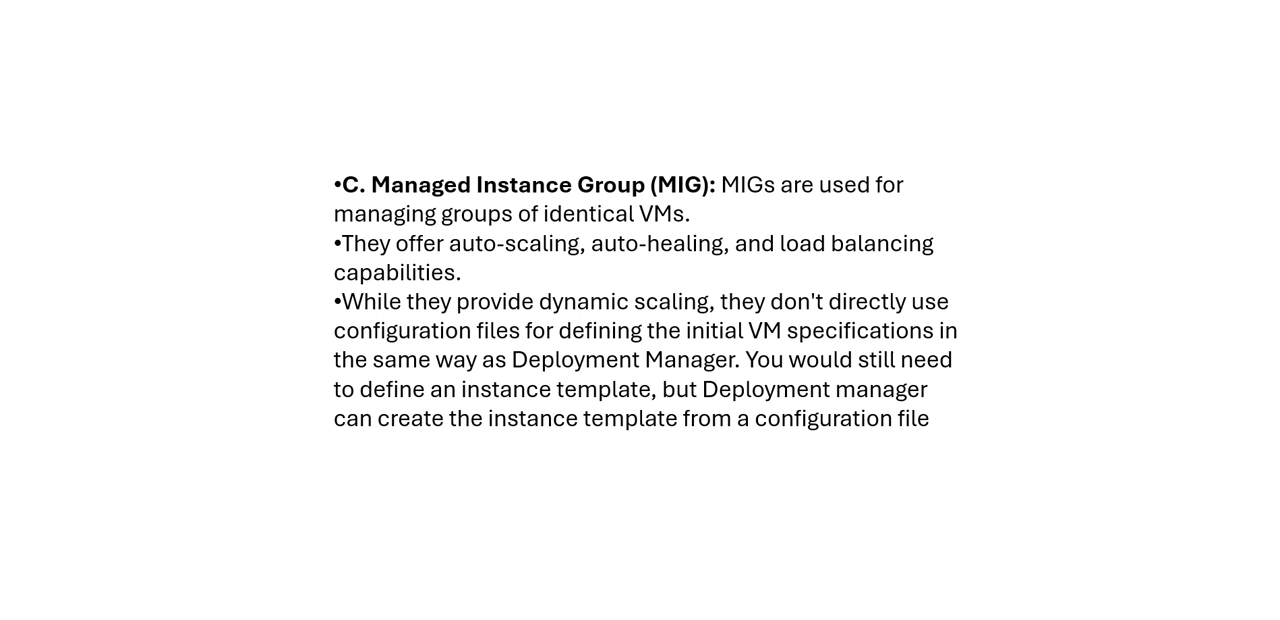 •C. Managed Instance Group (MIG): MIGs are used for
managing groups of identical VMs.
•They offer auto-scaling, auto-healing, and load balancing
capabilities.
•While they provide dynamic scaling, they don't directly use
configuration files for defining the initial VM specifications in
the same way as Deployment Manager. You would still need
to define an instance template, but Deployment manager
can create the instance template from a configuration file